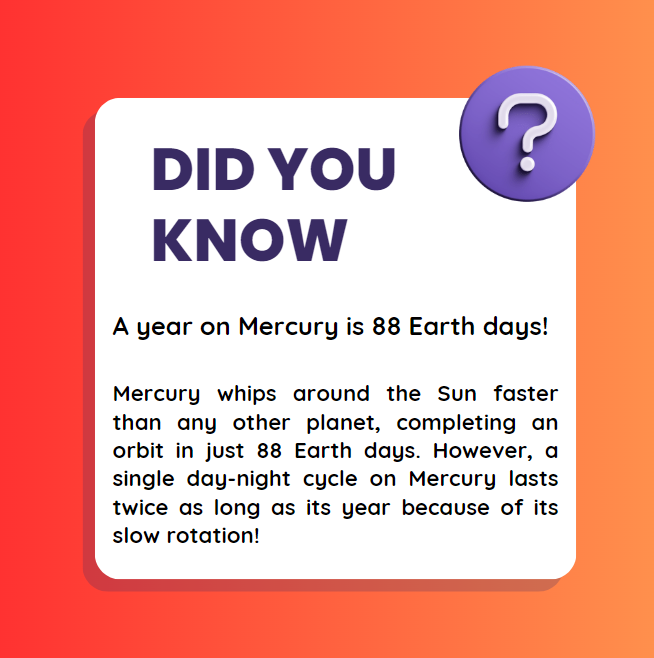 DID YOU
KNOW
A year on Mercury is 88 Earth days!
Mercury whips around the Sun faster
than any other planet, completing an
orbit in just 88 Earth days. However, a
single day-night cycle on Mercury lasts
twice as long as its year because of its
slow rotation!